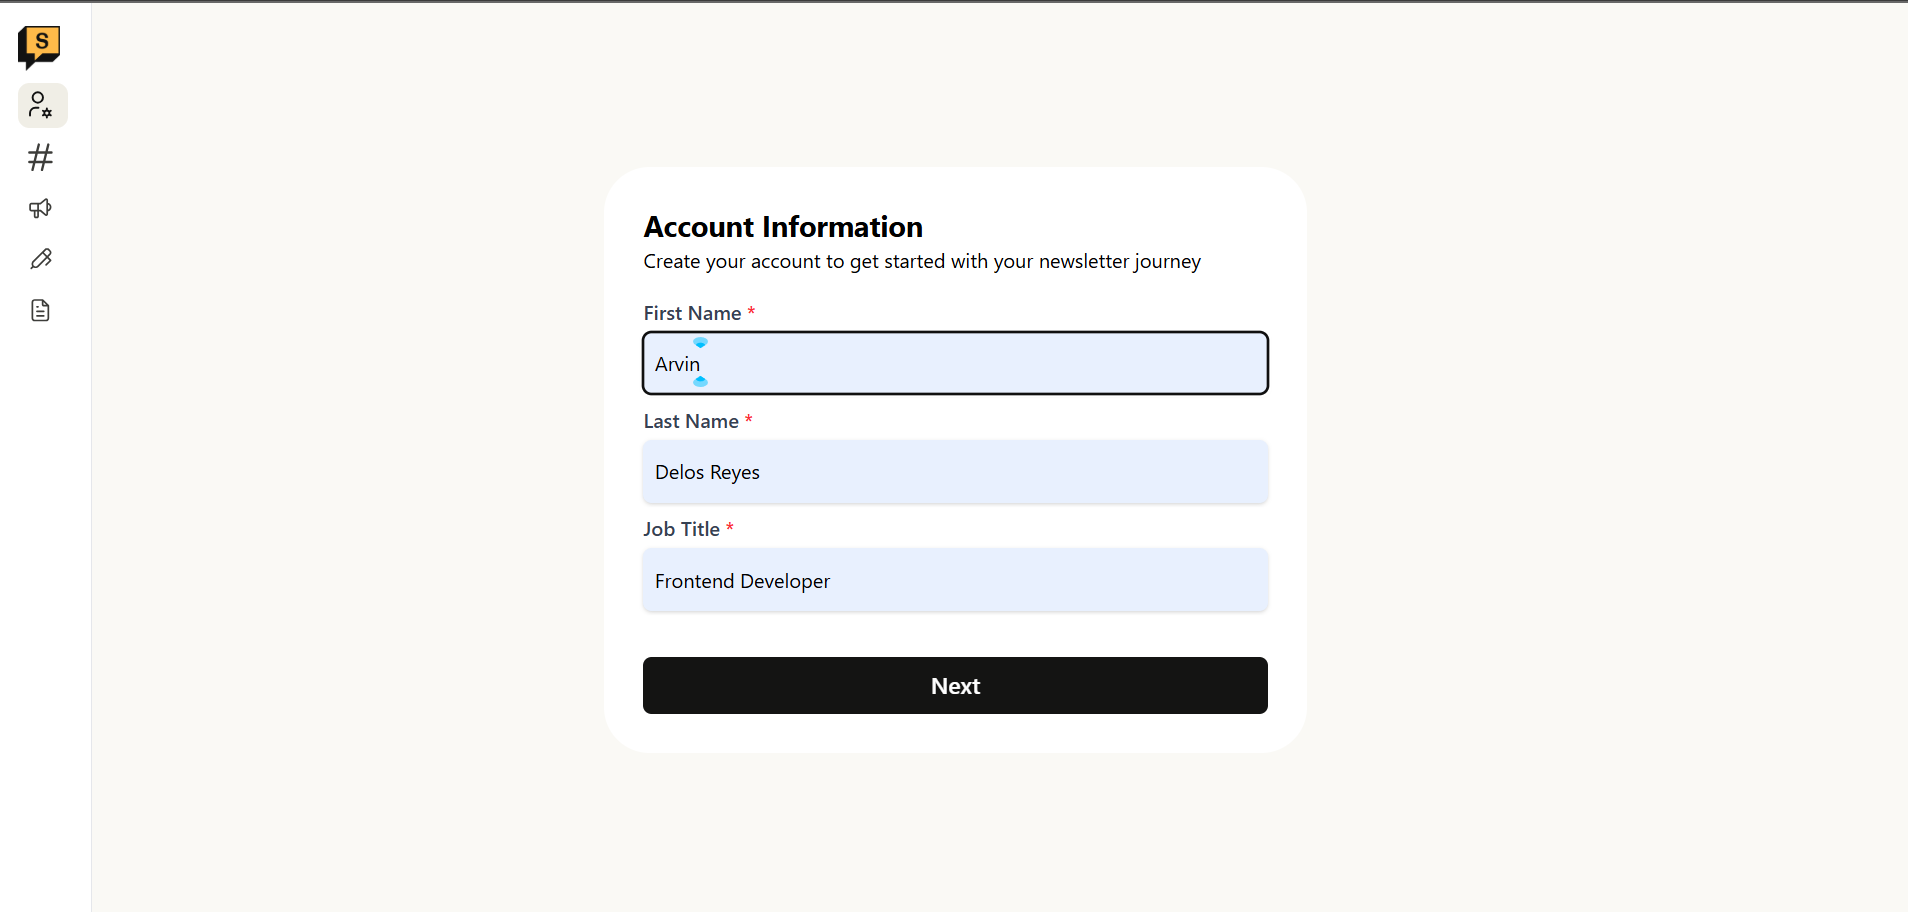 S
Account Information
Create your account to get started with your newsletter journey
First Name *
Arvin
Last Name *
Delos Reyes
Job Title *
Frontend Developer
Next